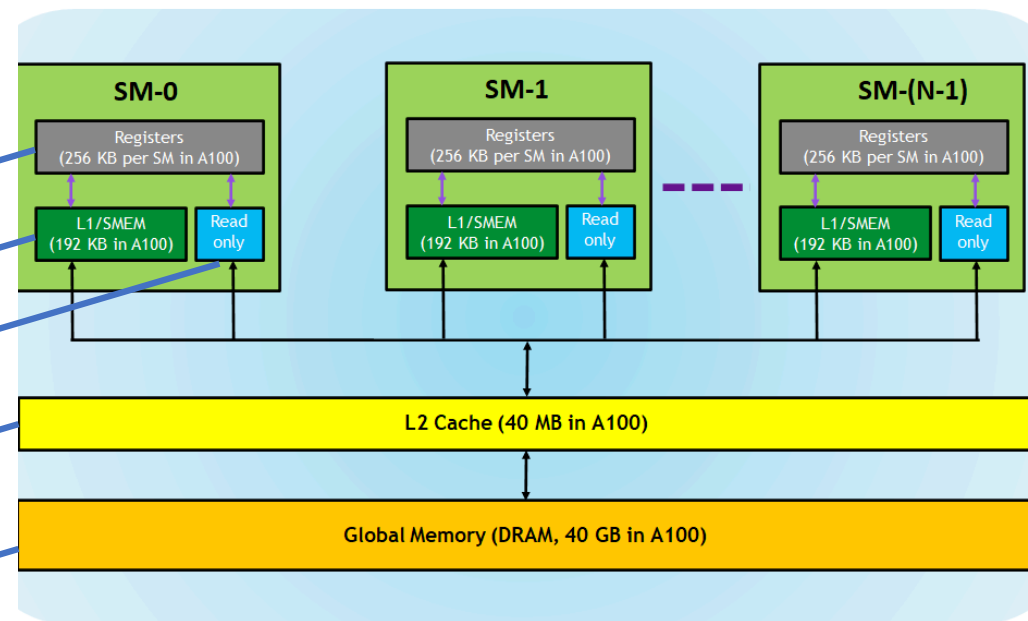 SM-0
Registers
(256 KB per SM in A100)
L1/SMEM
(192 KB in A100)
Read
only
SM-1
Registers
(256 KB per SM in A100)
L1/SMEM
(192 KB in A100)
Read
only
SM-(N-1)
Registers
(256 KB per SM in A100)
L1/SMEM
(192 KB in A100)
Read
only
L2 Cache (40 MB in A100)
Global Memory (DRAM, 40 GB in A100)